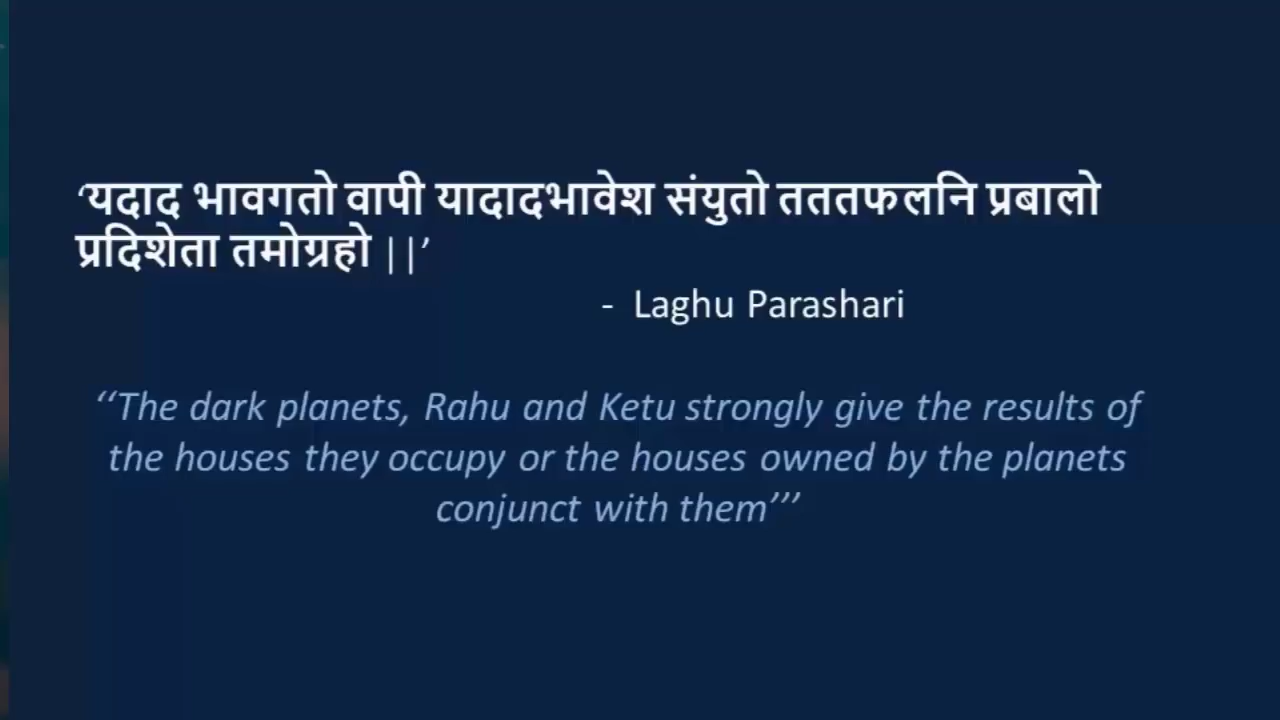 ‘यदाद भावगतो वापी यादादभावेश संयुतो तततफलनि प्रबालो
प्रदिशेता तमोग्रहो ||’
- Laghu Parashari
‘‘The dark planets, Rahu and Ketu strongly give the results of
the houses they occupy or the houses owned by the planets
conjunct with them’’’